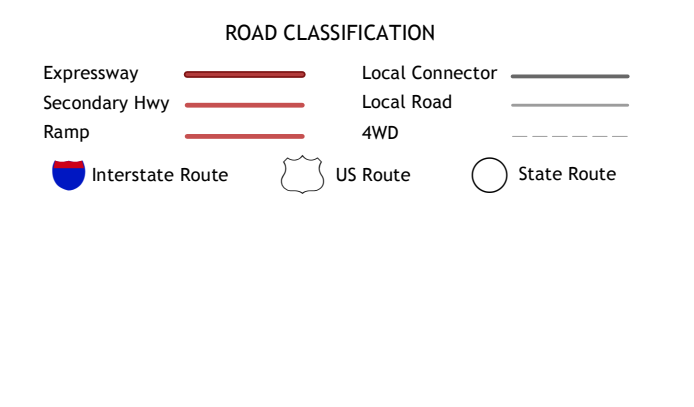 ROAD CLASSIFICATION
Expressway
Local Connector
Secondary Hwy
Local Road
Ramp
4WD
Interstate Route
US Route
State Route